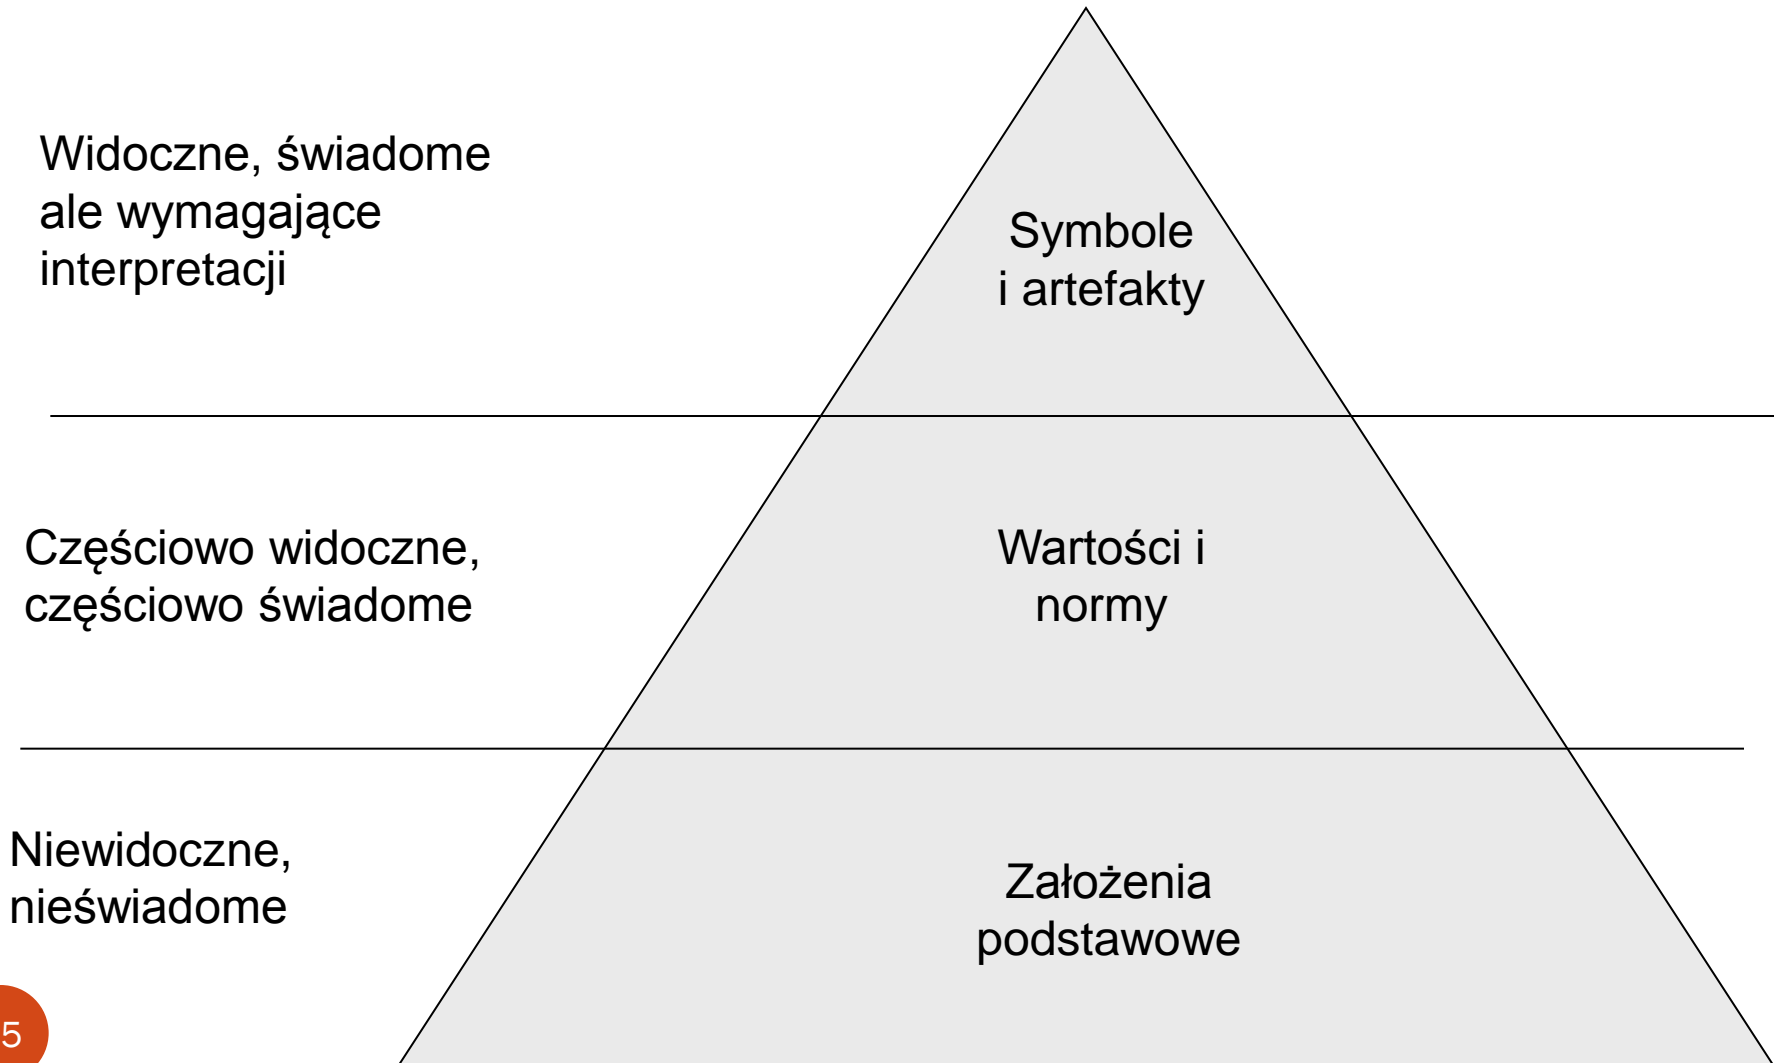 Widoczne, świadome
ale wymagające
interpretacji
Symbole
i artefakty
Częściowo widoczne,
częściowo świadome
Wartości i
normy
Niewidoczne,
nieświadome
Założenia
podstawowe
5